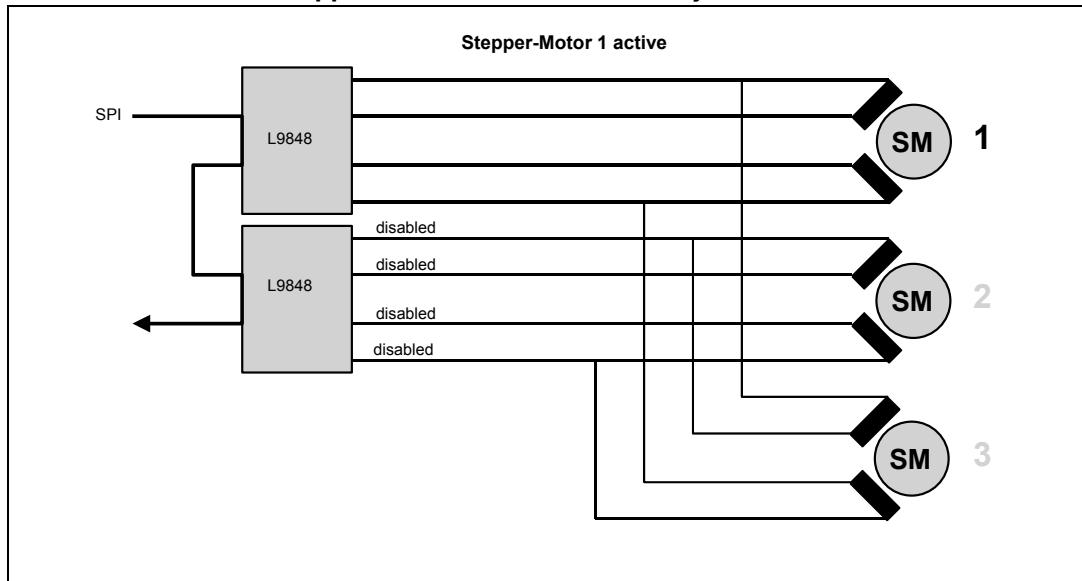 Stepper-Motor 1 active
SPI
L9848
SM 1
disabled
disabled
L9848
SM 2
disabled
disabled
SM 3